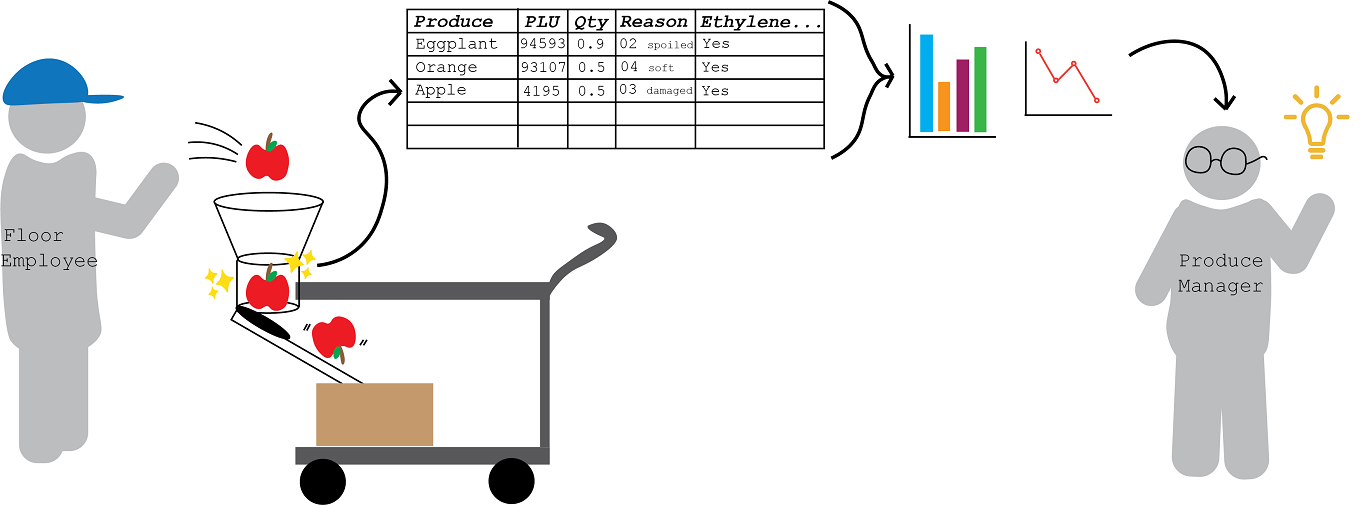 Produce PLU Qty Reason Ethylene...
Eggplant 94593 0.9 02 spoiled Yes
Orange 93107 0.5 04 soft Yes
Apple 4195 0.5 03 damaged Yes
Floor
Employee
Produce
Manager